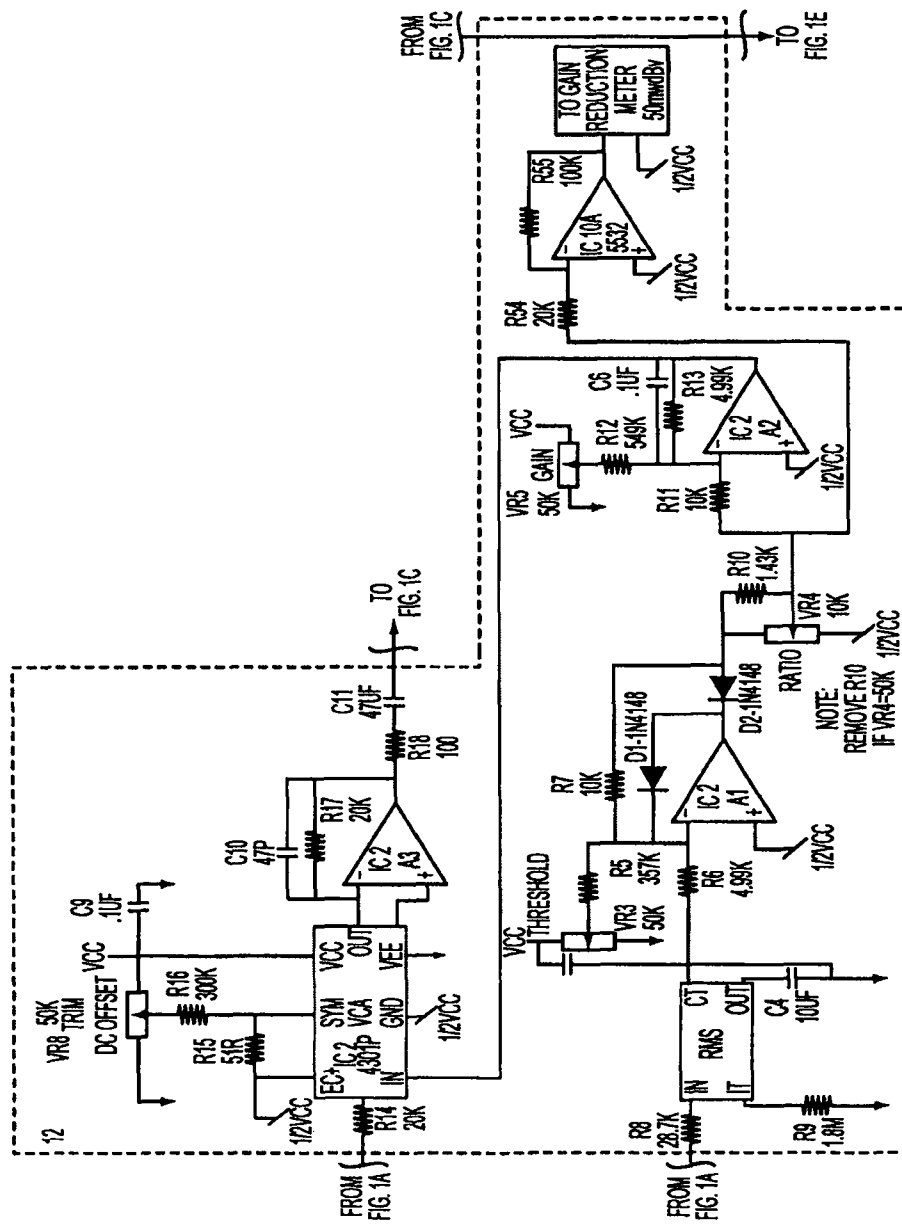 FROM
FIG. 1C
TO
FIG. 1E
TO GAIN
REDUCTION
METER
50mwdBv
1/2VCC
R55
100K
IC 10A
5532
-
+
1/2VCC
R54
20K
12
VR8 50K
TRIM
DC OFFSET
VCC
C9
.1UF
R16
300K
R15
51R
1/2VCC
EC+
SYM
VCC
IC2
4301P
VCA
OUT
IN
GND
VEE
1/2VCC
FROM
FIG. 1A
R14
20K
C10
47P
R17
20K
IC 2
A3
-
+
R18
100
C11
47UF
TO
FIG. 1C
VCC
VR5
50K
GAIN
R12
549K
C6
.1UF
R13
4.99K
R11
10K
IC 2
A2
-
+
1/2VCC
VCC
THRESHOLD
VR3
50K
R5
357K
R7
10K
D1-1N4148
R6
4.99K
IC 2
A1
-
+
1/2VCC
D2-1N4148
R10
1.43K
VR4
10K
RATIO
1/2VCC
NOTE:
REMOVE R10
IF VR4=50K
FROM
FIG. 1A
R8
28.7K
IN
CT
RMS
IT
OUT
C4
10UF
R9
1.8M